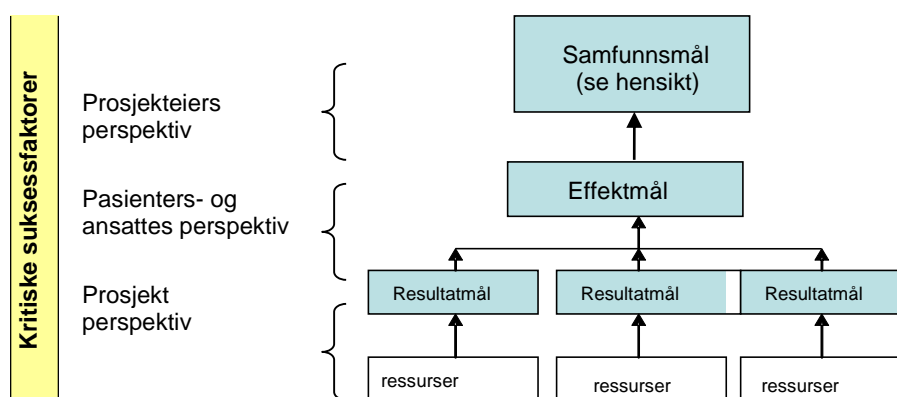 Kritiske suksessfaktorer
Prosjekteiers
perspektiv
Pasienters- og
ansattes perspektiv
Prosjekt
perspektiv
Samfunnsmål
(se hensikt)
Effektmål
Resultatmål
Resultatmål
Resultatmål
ressurser
ressurser
ressurser